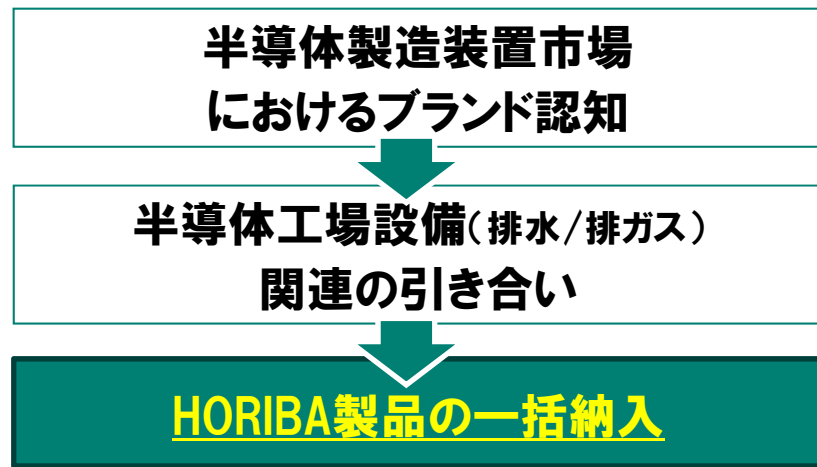 半導体製造装置市場
におけるブランド認知
半導体工場設備(排水/排ガス)
関連の引き合い
HORIBA製品の一括納入